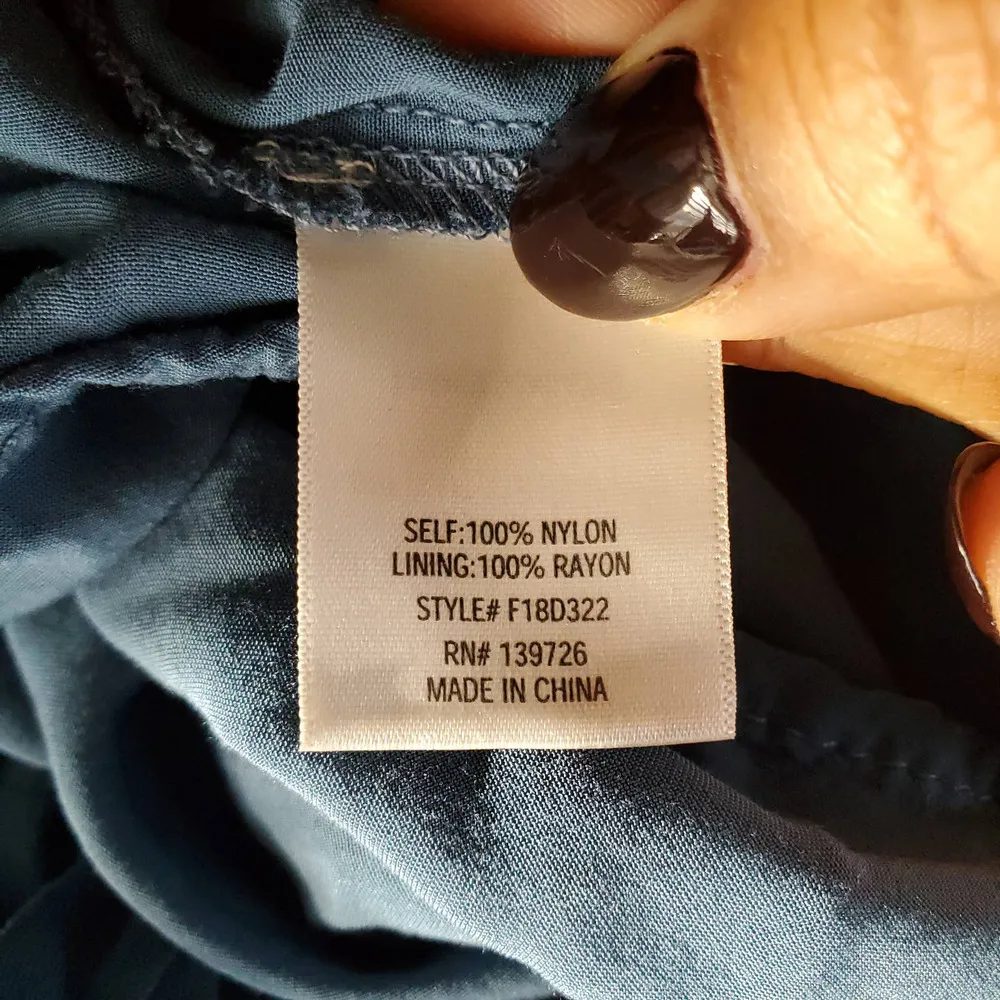 SELF:100% NYLON
LINING:100% RAYON
STYLE# F18D322
RN# 139726
MADE IN CHINA